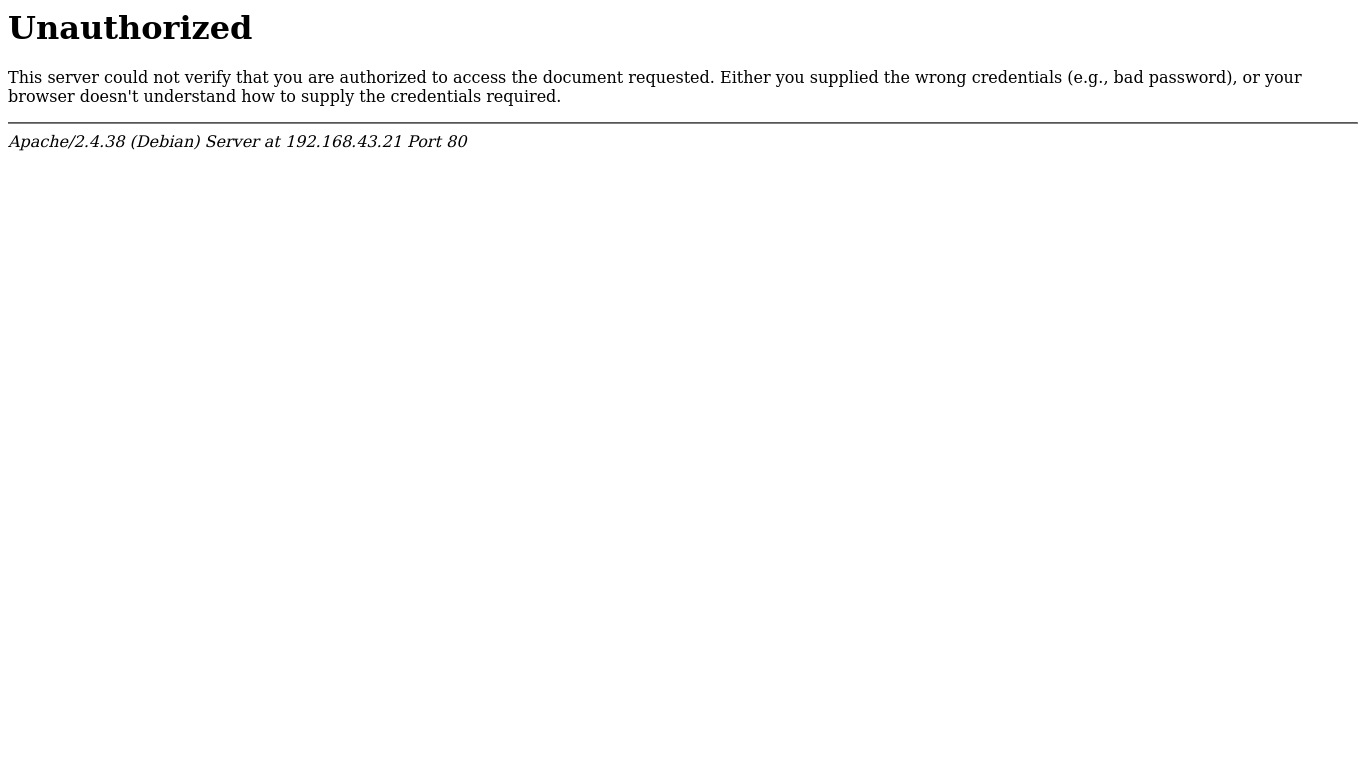 Unauthorized
This server could not verify that you are authorized to access the document requested. Either you supplied the wrong credentials (e.g., bad password), or your
browser doesn't understand how to supply the credentials required.
Apache/2.4.38 (Debian) Server at 192.168.43.21 Port 80